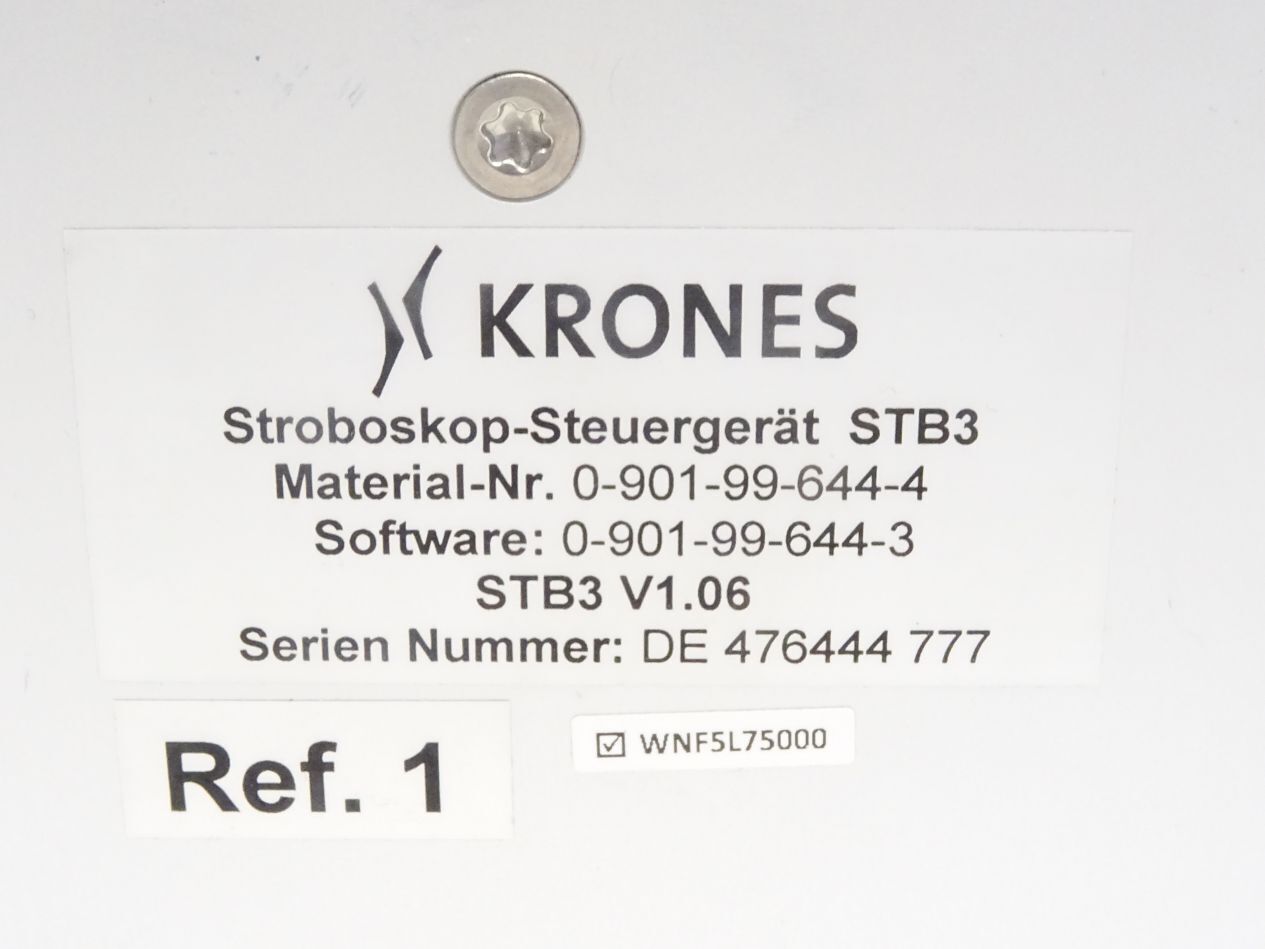 KRONES
Stroboskop-Steuergerät STB3
Material-Nr. 0-901-99-644-4
Software: 0-901-99-644-3
STB3 V1.06
Serien Nummer: DE 476444 777
Ref. 1
☑ WNF5L75000